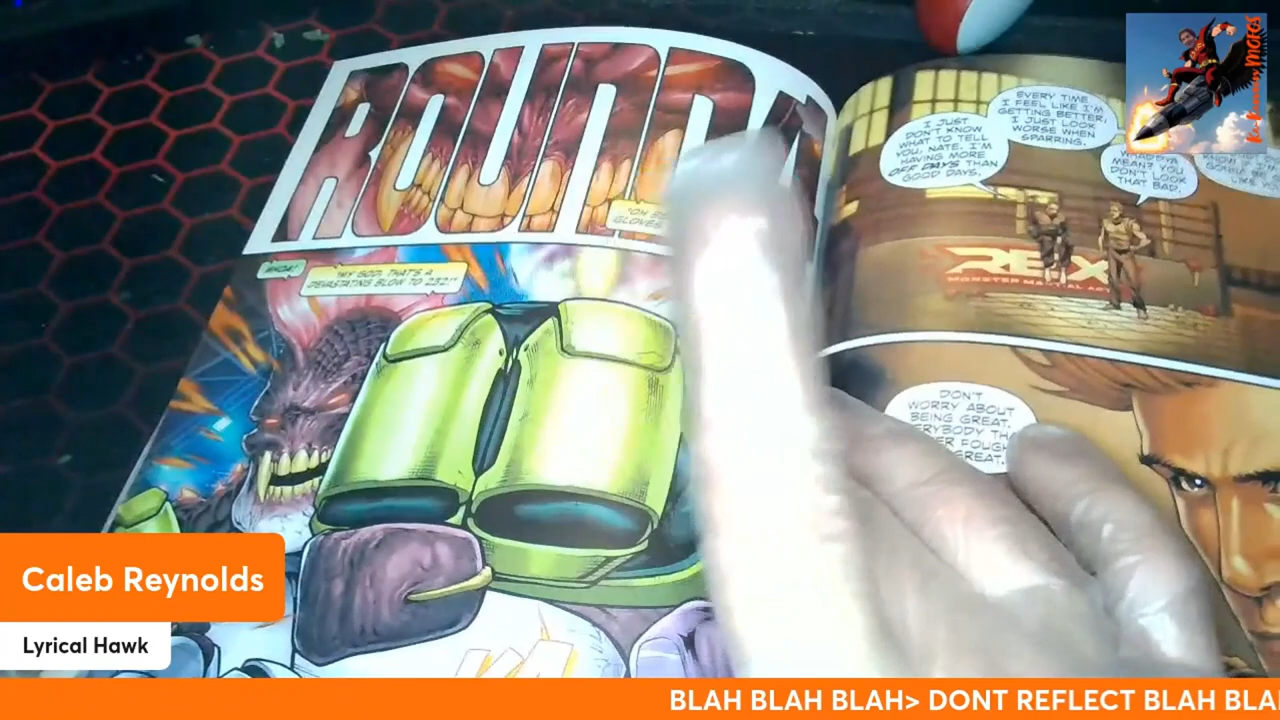 ROUND
WHOA!
"MY GOD, THAT'S A
DEVASTATING BLOW TO 232!"
I JUST
DON'T KNOW
WHAT TO TELL
YOU, NATE. I'M
HAVING MORE
OFF DAYS THAN
GOOD DAYS.
EVERY TIME
I FEEL LIKE I'M
GETTING BETTER,
I JUST LOOK
WORSE WHEN
SPARRING.
MEAN? YOU
DON'T LOOK
THAT BAD.
REX
MONSTER MARTIAL
DON'T
WORRY ABOUT
BEING GREAT.
GREAT.
Caleb Reynolds
Lyrical Hawk
BLAH BLAH BLAH> DONT REFLECT BLAH